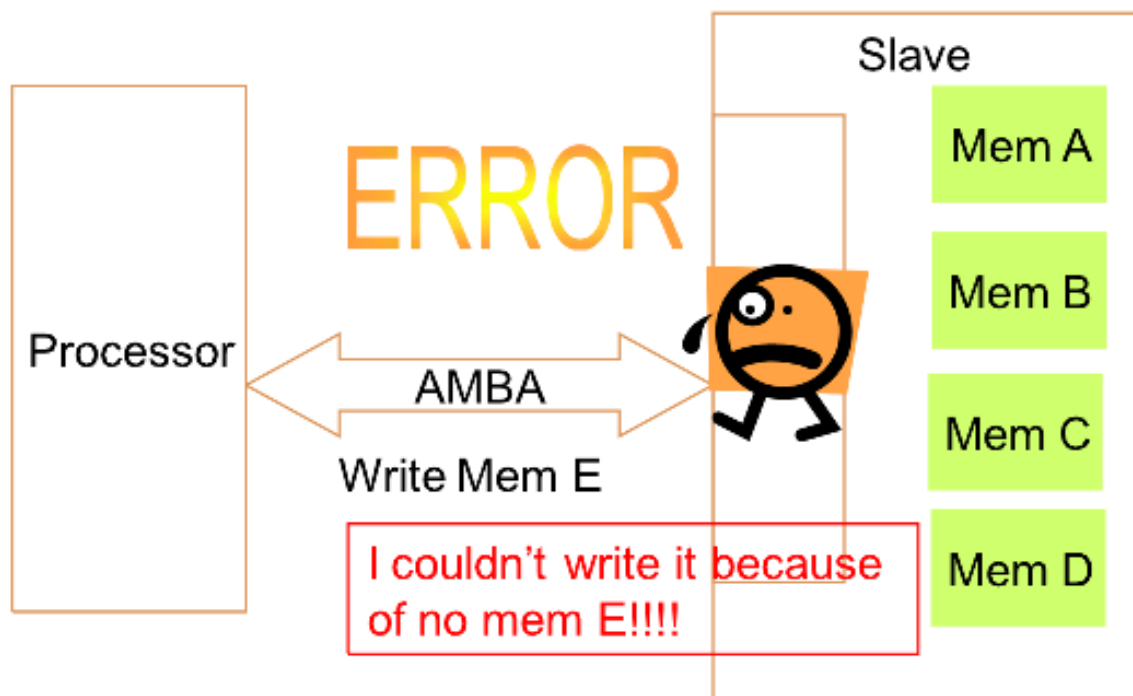 Slave
Mem A
ERROR
Mem B
Processor
AMBA
Mem C
Write Mem E
I couldn’t write it because
of no mem E!!!!
Mem D